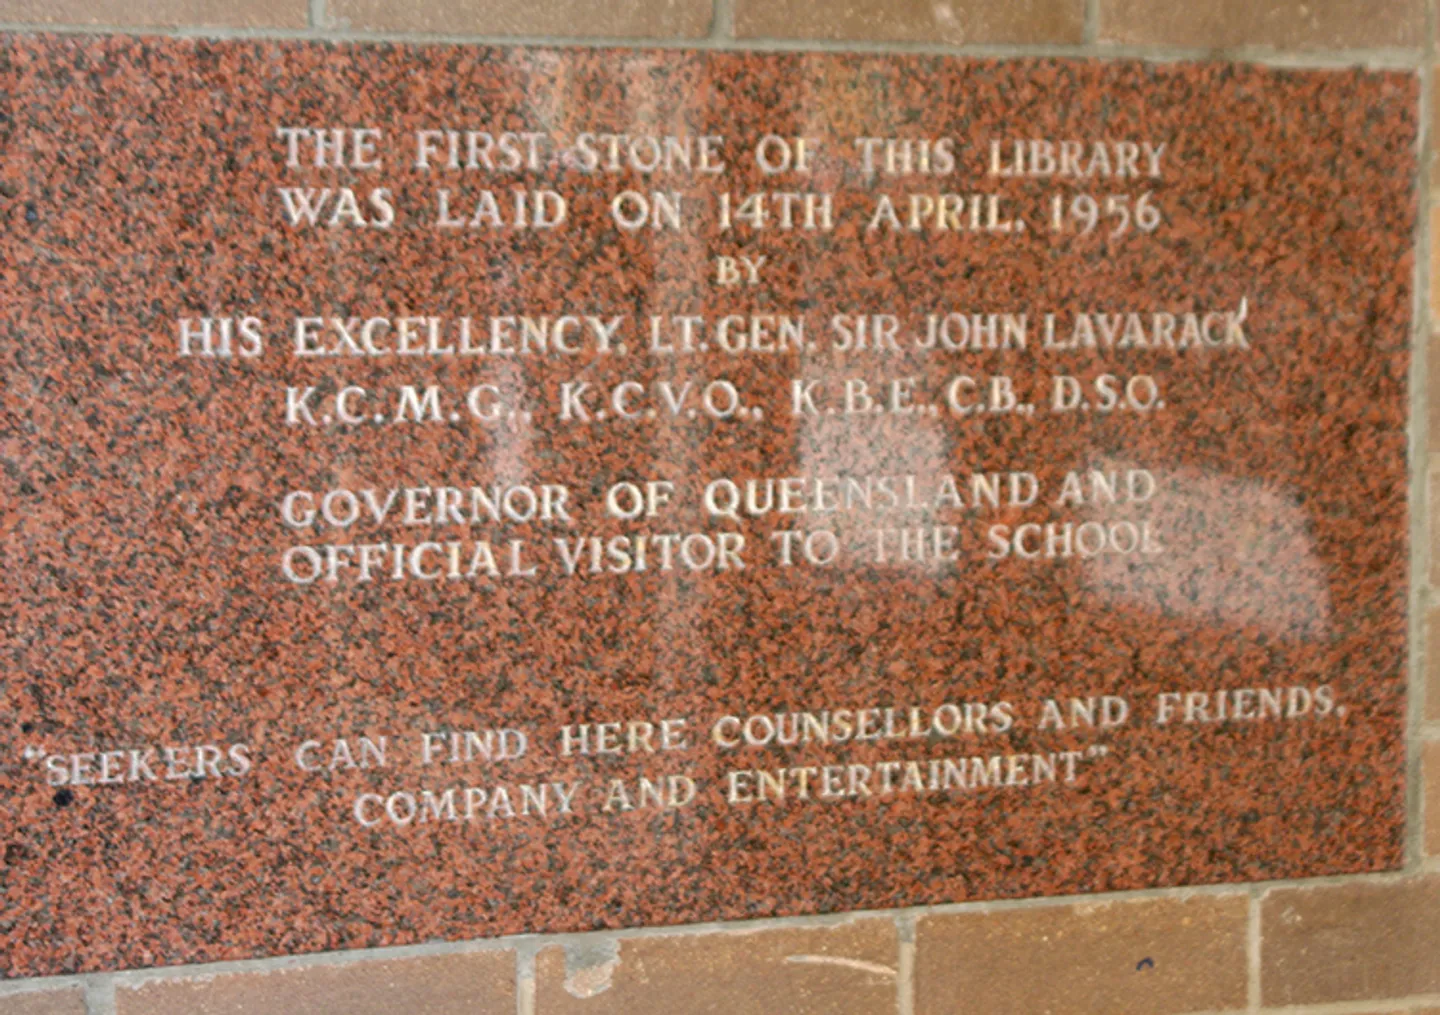 THE FIRST STONE OF THIS LIBRARY
WAS LAID ON 14TH APRIL, 1956
BY
HIS EXCELLENCY, LT. GEN. SIR JOHN LAVARACK
K.C.M.G., K.C.V.O., K.B.E., C.B., D.S.O.
GOVERNOR OF QUEENSLAND AND
OFFICIAL VISITOR TO THE SCHOOL
"SEEKERS CAN FIND HERE COUNSELLORS AND FRIENDS,
COMPANY AND ENTERTAINMENT"